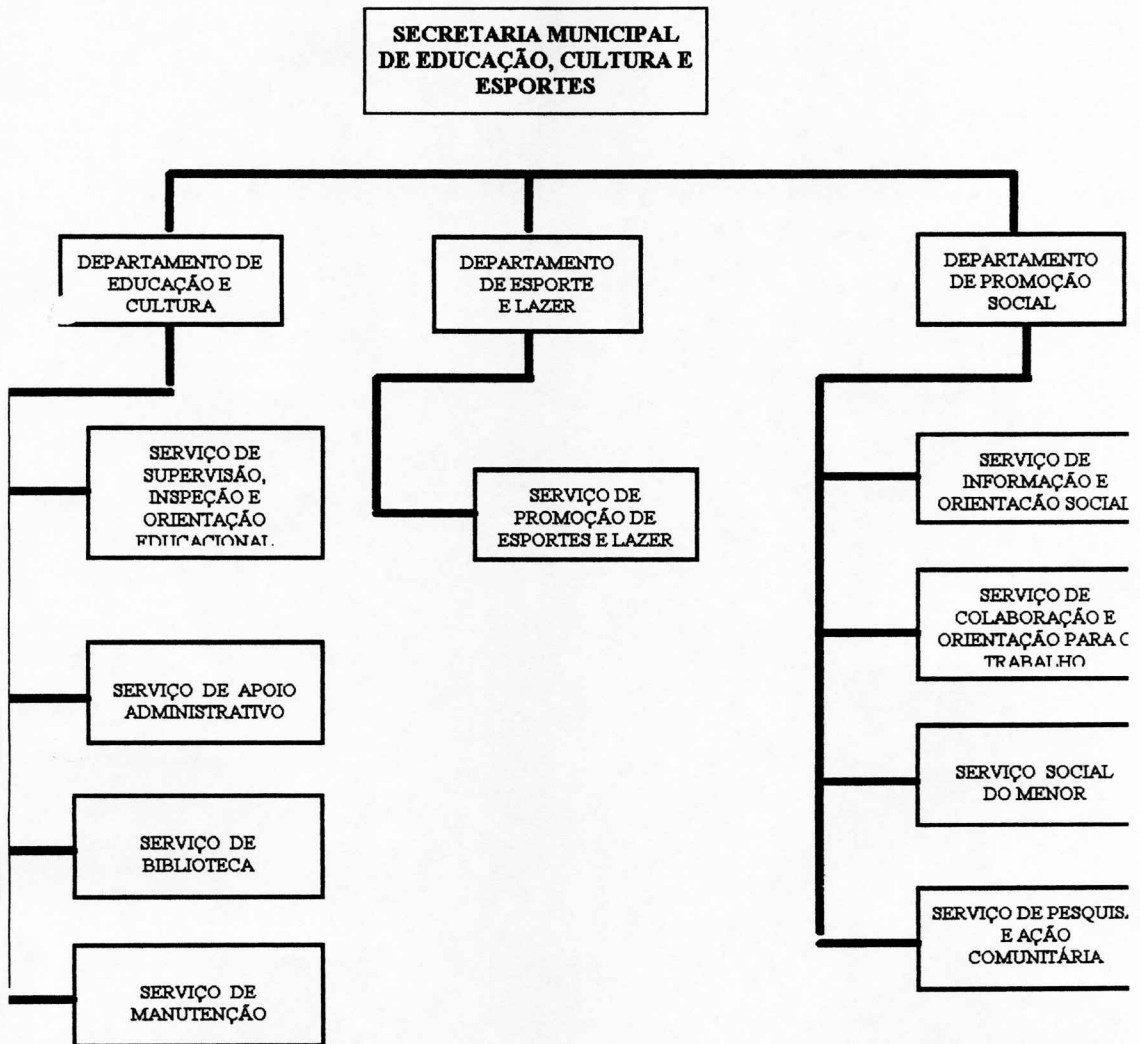 SECRETARIA MUNICIPAL
DE EDUCAÇÃO, CULTURA E
ESPORTES
DEPARTAMENTO DE
EDUCAÇÃO E
CULTURA
DEPARTAMENTO
DE ESPORTE
E LAZER
DEPARTAMENTO
DE PROMOÇÃO
SOCIAL
SERVIÇO DE
SUPERVISÃO,
INSPEÇÃO E
ORIENTAÇÃO
EDUCACIONAL
SERVIÇO DE APOIO
ADMINISTRATIVO
SERVIÇO DE
BIBLIOTECA
SERVIÇO DE
MANUTENÇÃO
SERVIÇO DE
PROMOÇÃO DE
ESPORTES E LAZER
SERVIÇO DE
INFORMAÇÃO E
ORIENTACÃO SOCIAL
SERVIÇO DE
COLABORAÇÃO E
ORIENTAÇÃO PARA
TRABALHO
SERVIÇO SOCIAL
DO MENOR
SERVIÇO DE PESQUIS
E AÇÃO
COMUNITÁRIA